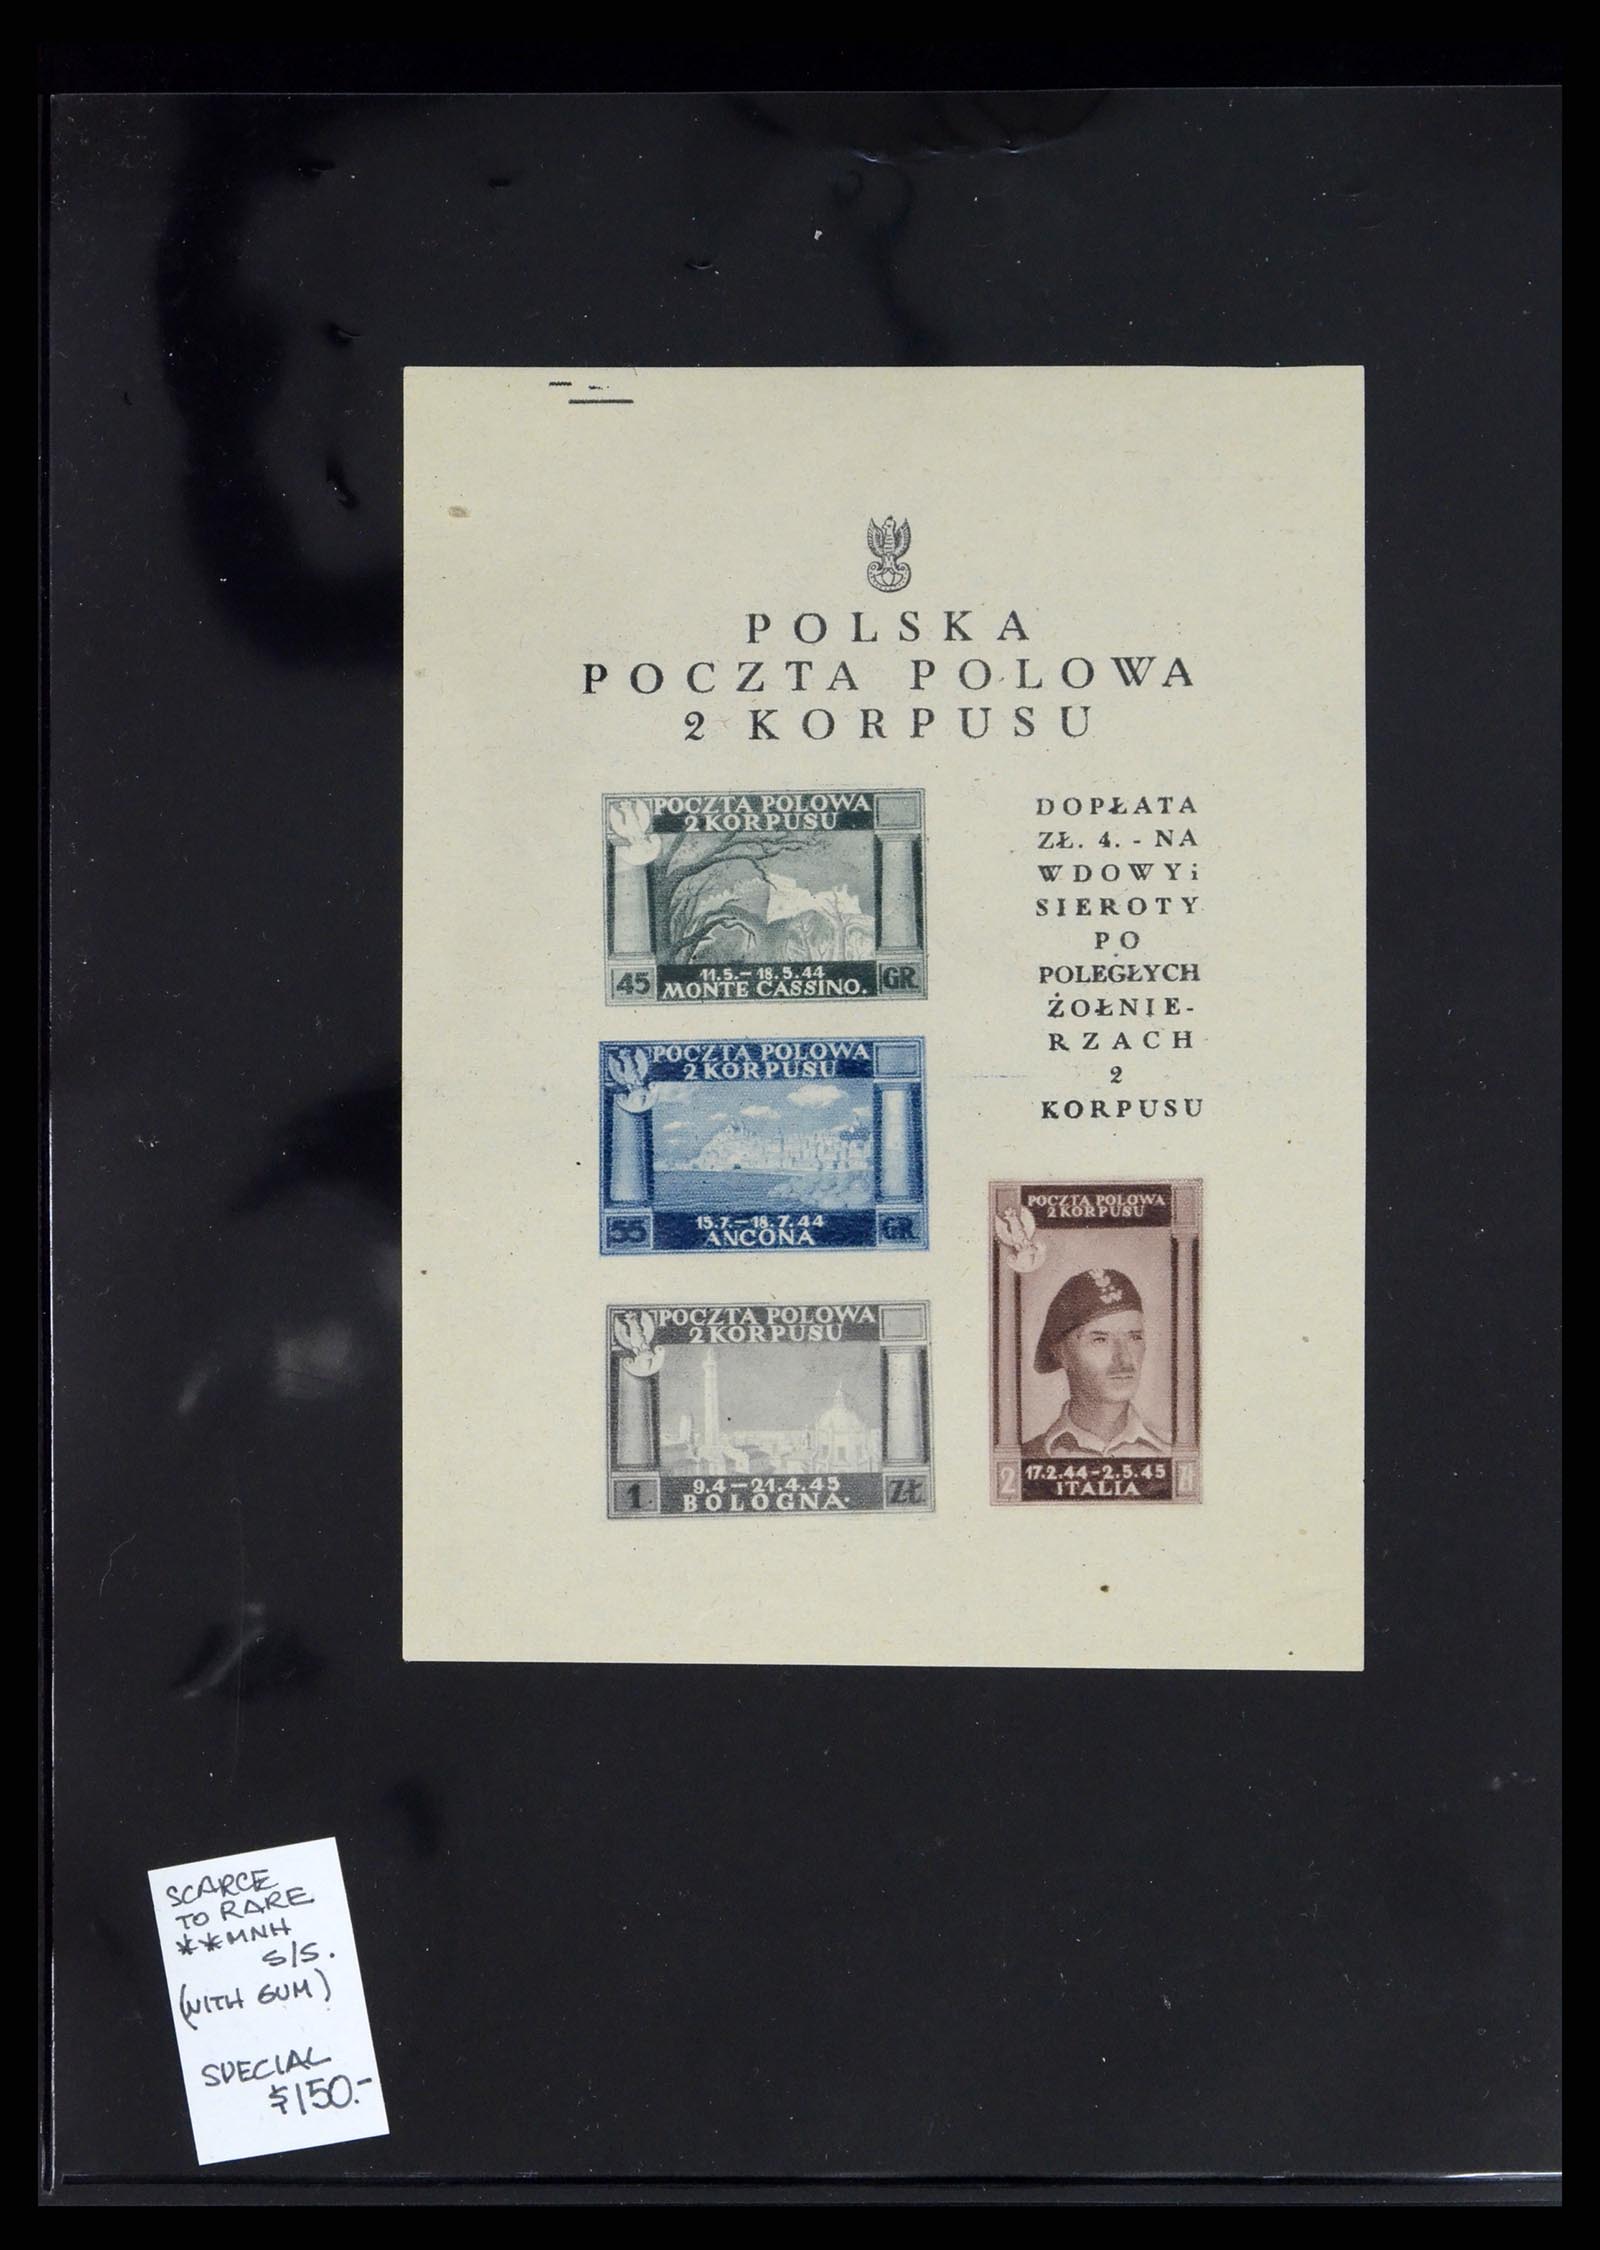 POLSKA
POCZTA POLOWA
2 KORPUSU
POCZTA POLOWA
2 KORPUSU
45 11.5.-18.5.44 GR.
MONTE CASSINO.
DOPŁATA
ZŁ. 4.- NA
WDOWY i
SIEROTY
PO
POLEGŁYCH
ŻOŁNIE-
RZACH
2
KORPUSU
POCZTA POLOWA
2 KORPUSU
55 15.7.-18.7.44 GR.
ANCONA
POCZTA POLOWA
2 KORPUSU
1 9.4-21.4.45 ZŁ.
BOLOGNA
POCZTA POLOWA
2 KORPUSU
2 17.2.44-2.5.45 Zł
ITALIA
SCARCE
TO RARE
**MNH
S/S.
(WITH GUM)
SPECIAL
$150.-